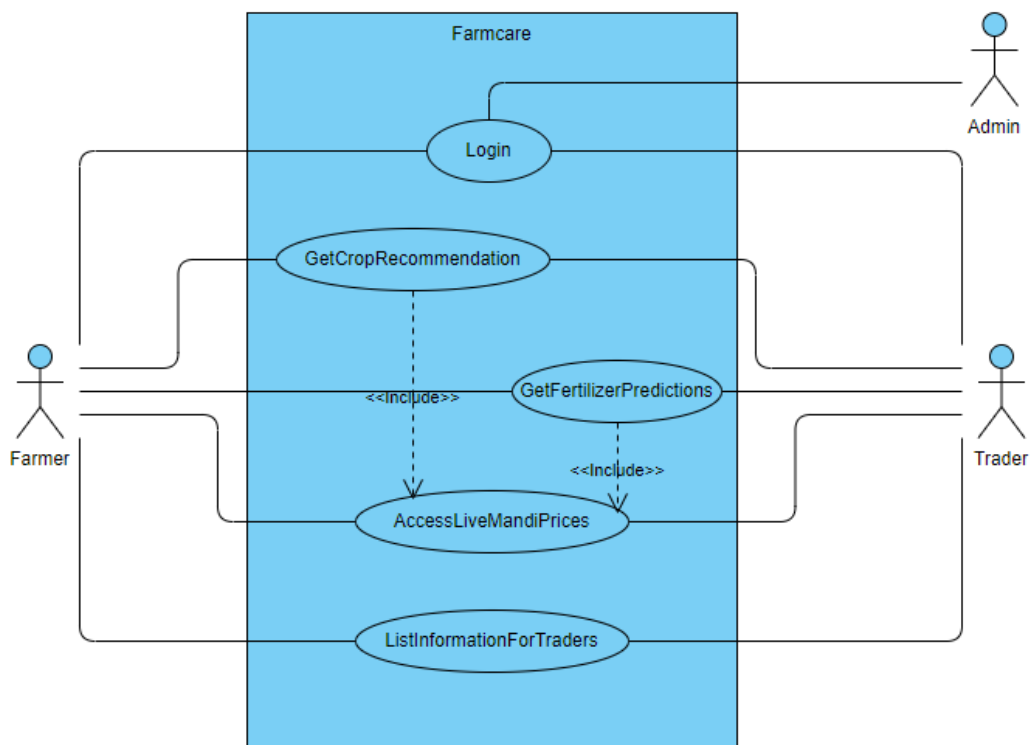 Farmcare
Admin
Login
GetCropRecommendation
GetFertilizerPredictions
<<Include>>
Farmer
Trader
<<Include>>
AccessLiveMandiPrices
ListInformationForTraders